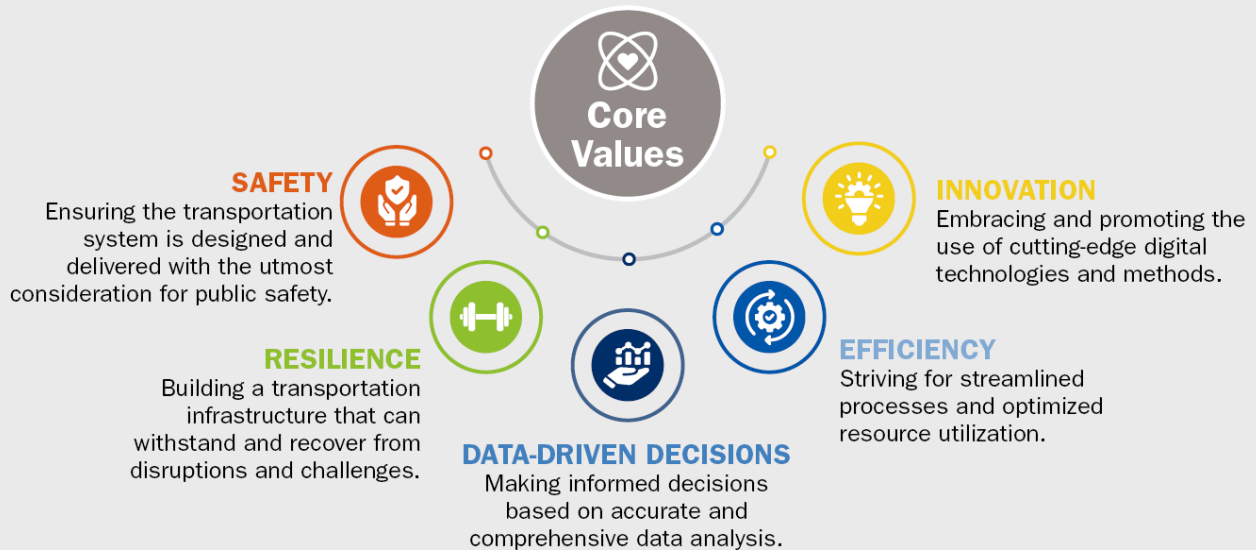 Core
Values
SAFETY
Ensuring the transportation
system is designed and
delivered with the utmost
consideration for public safety.
RESILIENCE
Building a transportation
infrastructure that can
withstand and recover from
disruptions and challenges.
DATA-DRIVEN DECISIONS
Making informed decisions
based on accurate and
comprehensive data analysis.
EFFICIENCY
Striving for streamlined
processes and optimized
resource utilization.
INNOVATION
Embracing and promoting the
use of cutting-edge digital
technologies and methods.